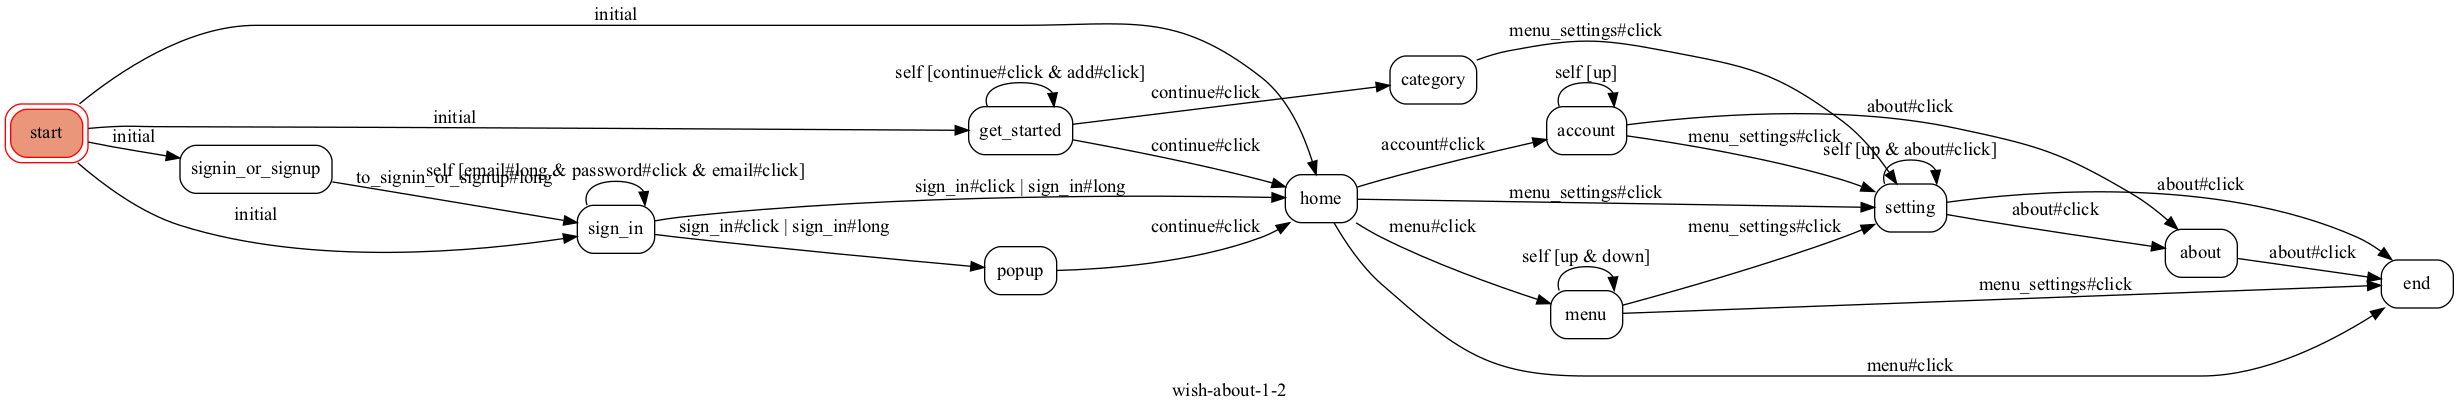 initial
menu_settings#click
self [continue#click & add#click]
self [up]
category
continue#click
about#click
start
initial
initial
get_started
account
menu_settings#click
continue#click
account#click
self [up & about#click]
signin_or_signup
self [email#long & password#click & email#click]
to_signin_or_signup#long
sign_in#click | sign_in#long
home
menu_settings#click
setting
about#click
about#click
initial
sign_in
sign_in#click | sign_in#long
continue#click
menu#click
menu_settings#click
about
about#click
self [up & down]
popup
menu_settings#click
end
menu
menu#click
wish-about-1-2